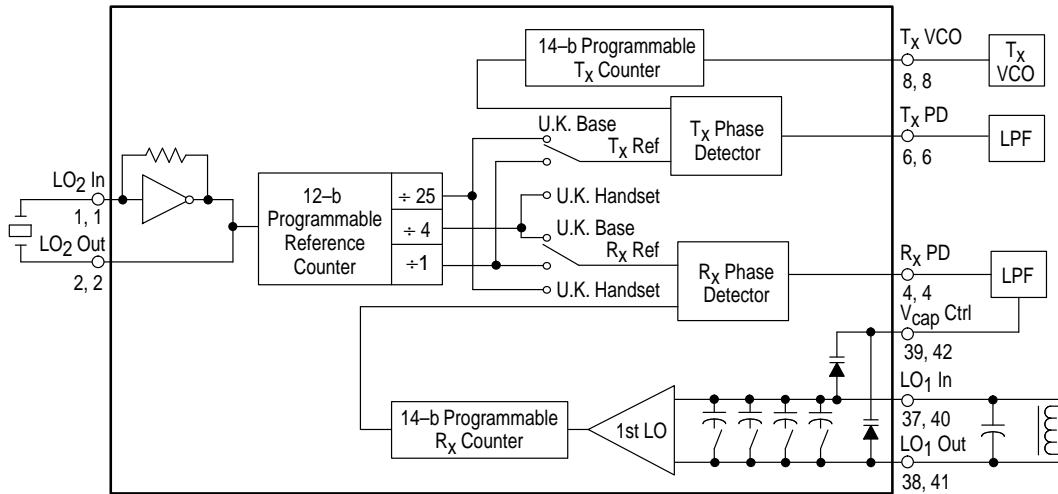 14–b Programmable
Tx Counter
Tx VCO
8, 8
Tx
VCO
Tx Phase
Detector
Tx PD
6, 6
LPF
U.K. Base
Tx Ref
LO2 In
1, 1
LO2 Out
2, 2
12–b
Programmable
Reference
Counter
÷ 25
÷ 4
÷1
U.K. Handset
U.K. Base
Rx Ref
U.K. Handset
Rx Phase
Detector
Rx PD
4, 4
LPF
Vcap Ctrl
39, 42
LO1 In
37, 40
LO1 Out
38, 41
14–b Programmable
Rx Counter
1st LO